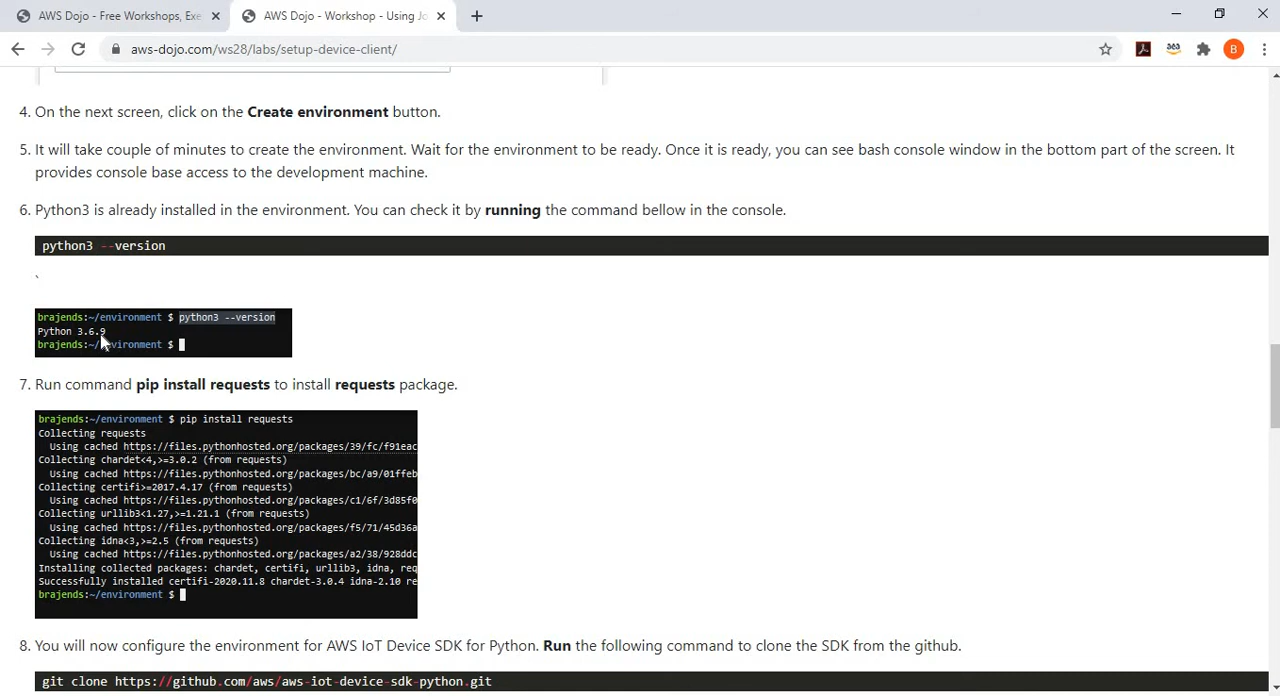 AWS Dojo - Free Workshops, Exe
AWS Dojo - Workshop - Using Jo
aws-dojo.com/ws28/labs/setup-device-client/
B
4. On the next screen, click on the Create environment button.
5. It will take couple of minutes to create the environment. Wait for the environment to be ready. Once it is ready, you can see bash console window in the bottom part of the screen. It
provides console base access to the development machine.
6. Python3 is already installed in the environment. You can check it by running the command bellow in the console.
python3 --version
`
brajends:~/environment $ python3 --version
Python 3.6.9
brajends:~/environment $
7. Run command pip install requests to install requests package.
brajends:~/environment $ pip install requests
Collecting requests
Using cached https://files.pythonhosted.org/packages/39/fc/f91eac
Collecting chardet<4,>=3.0.2 (from requests)
Using cached https://files.pythonhosted.org/packages/bc/a9/01ffeb
Collecting certifi>=2017.4.17 (from requests)
Using cached https://files.pythonhosted.org/packages/c1/6f/3d85f0
Collecting urllib3<1.27,>=1.21.1 (from requests)
Using cached https://files.pythonhosted.org/packages/f5/71/45d36a
Collecting idna<3,>=2.5 (from requests)
Using cached https://files.pythonhosted.org/packages/a2/38/928ddc
Installing collected packages: chardet, certifi, urllib3, idna, req
Successfully installed certifi-2020.11.8 chardet-3.0.4 idna-2.10 re
brajends:~/environment $
8. You will now configure the environment for AWS IoT Device SDK for Python. Run the following command to clone the SDK from the github.
git clone https://github.com/aws/aws-iot-device-sdk-python.git